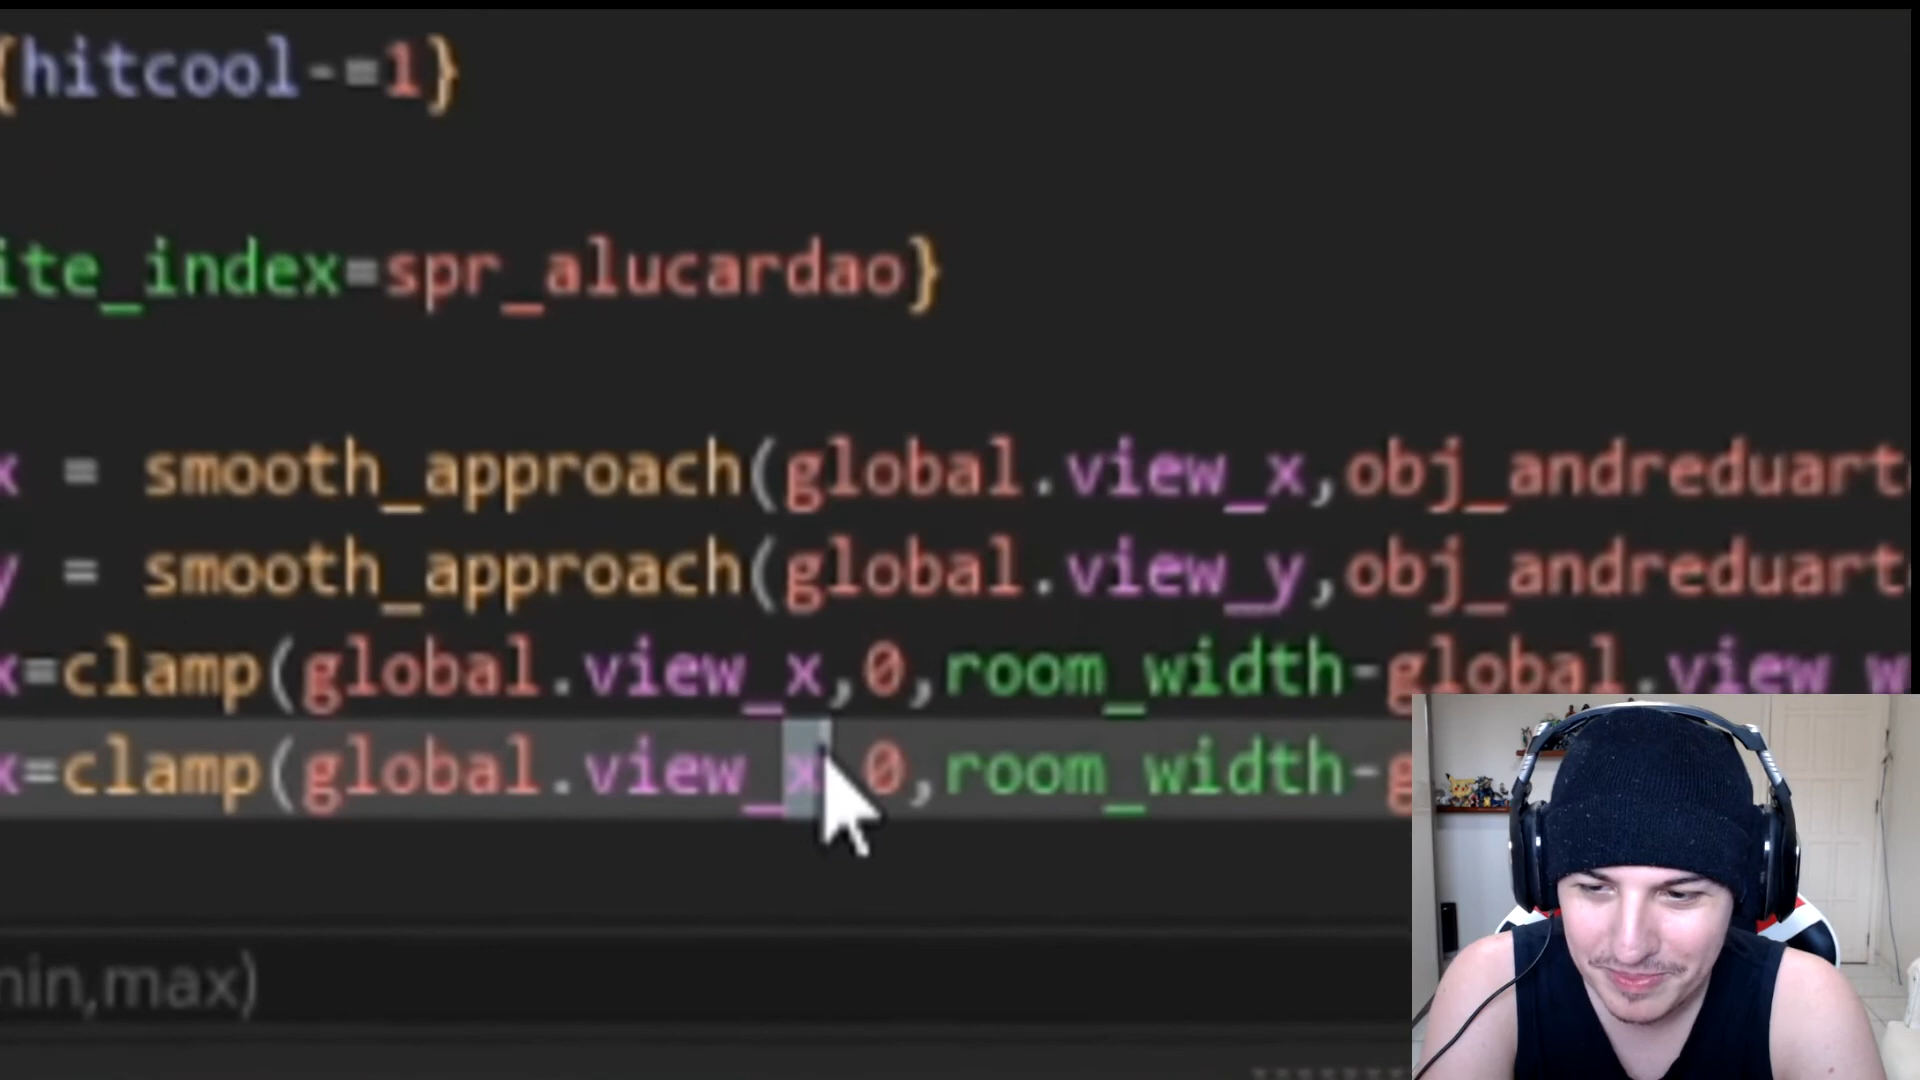 {hitcool-=1}
ite_index=spr_alucardao}
x = smooth_approach(global.view_x,obj_andreduart
y = smooth_approach(global.view_y,obj_andreduart
x=clamp(global.view_x,0,room_width-global.view_w
x=clamp(global.view_x,0,room_width-g
min,max)